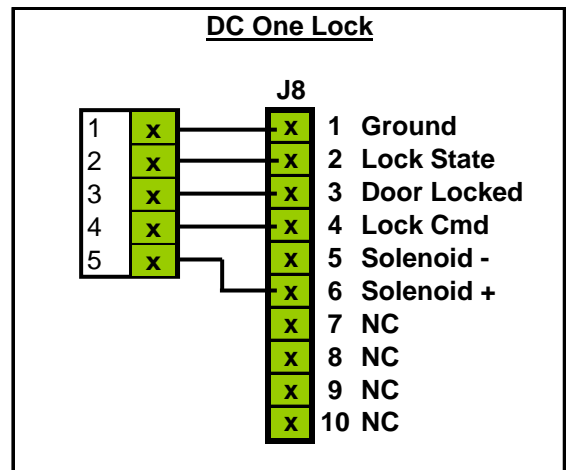 DC One Lock
J8
1 x x 1 Ground
2 x x 2 Lock State
3 x x 3 Door Locked
4 x x 4 Lock Cmd
5 x x 5 Solenoid -
x 6 Solenoid +
x 7 NC
x 8 NC
x 9 NC
x 10 NC